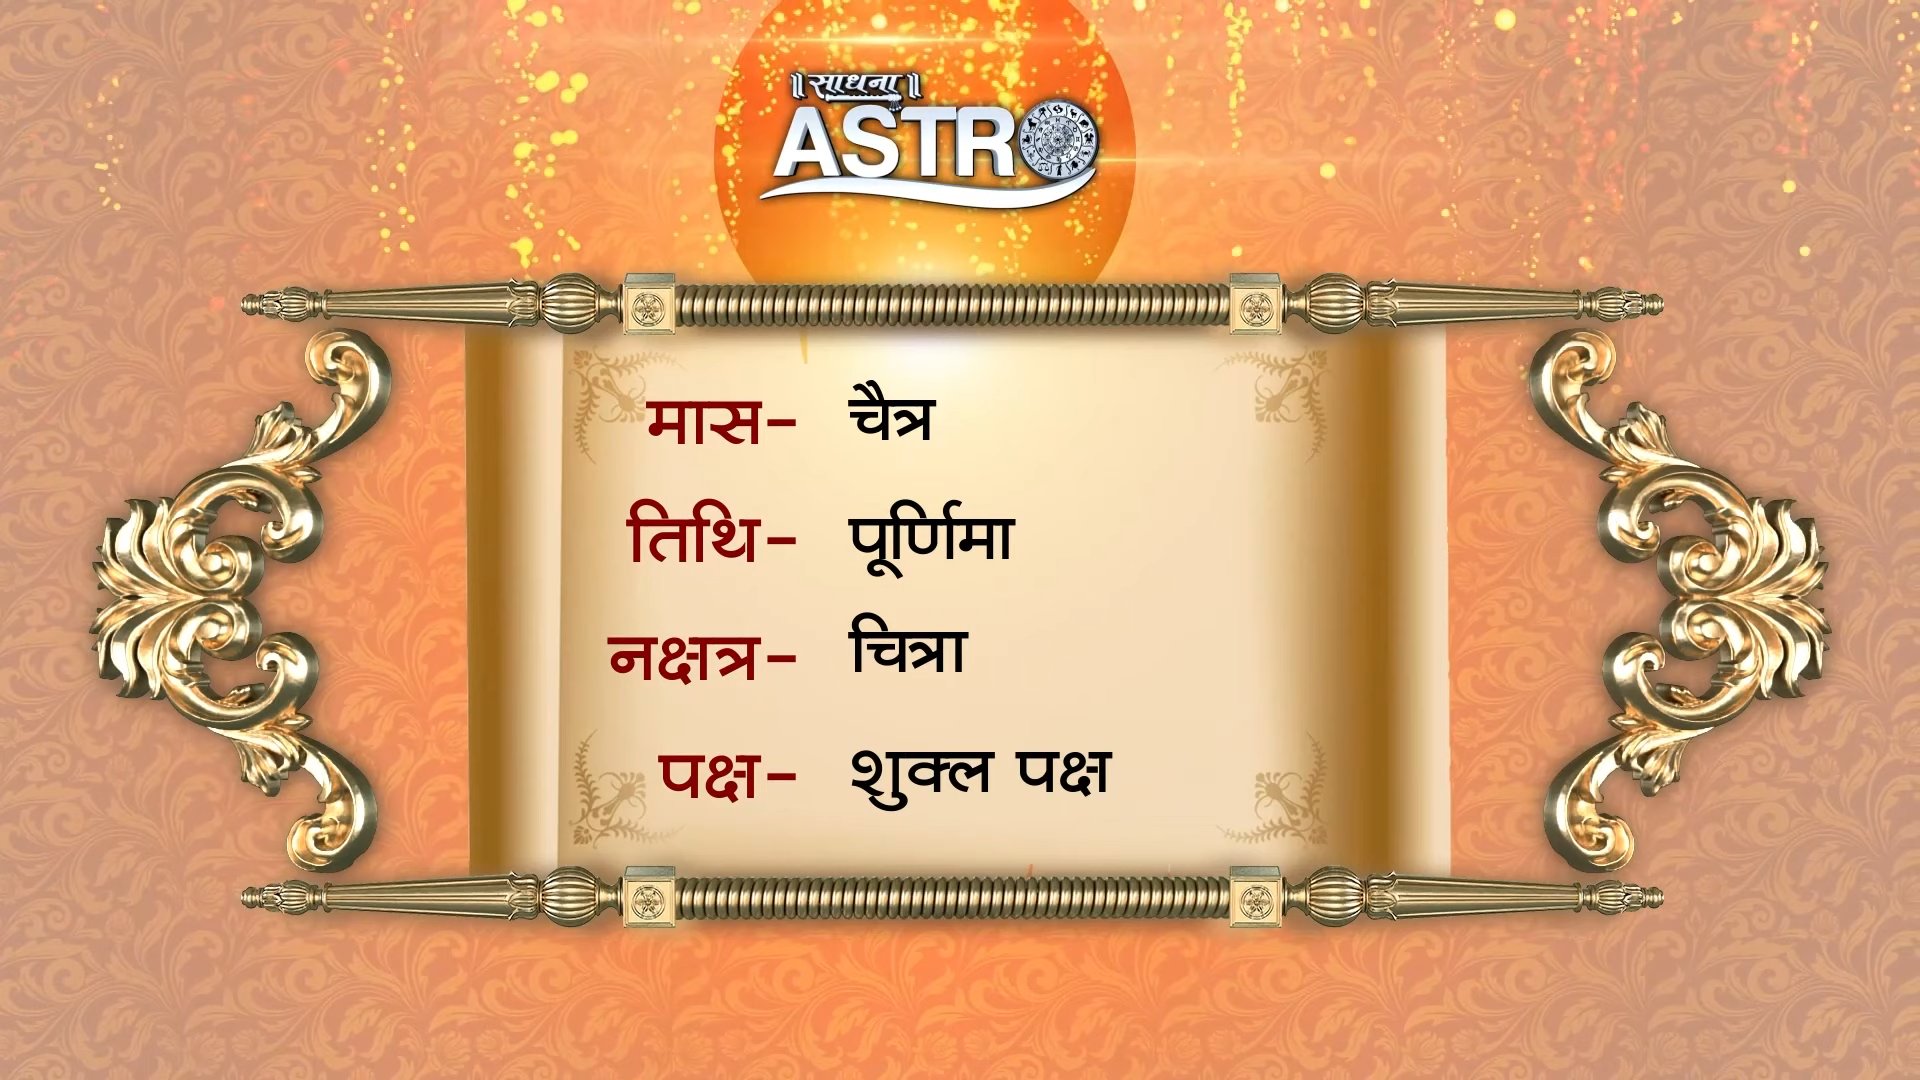 ॥ साधना ॥
ASTRO
मास- चैत्र
तिथि- पूर्णिमा
नक्षत्र- चित्रा
पक्ष- शुक्ल पक्ष